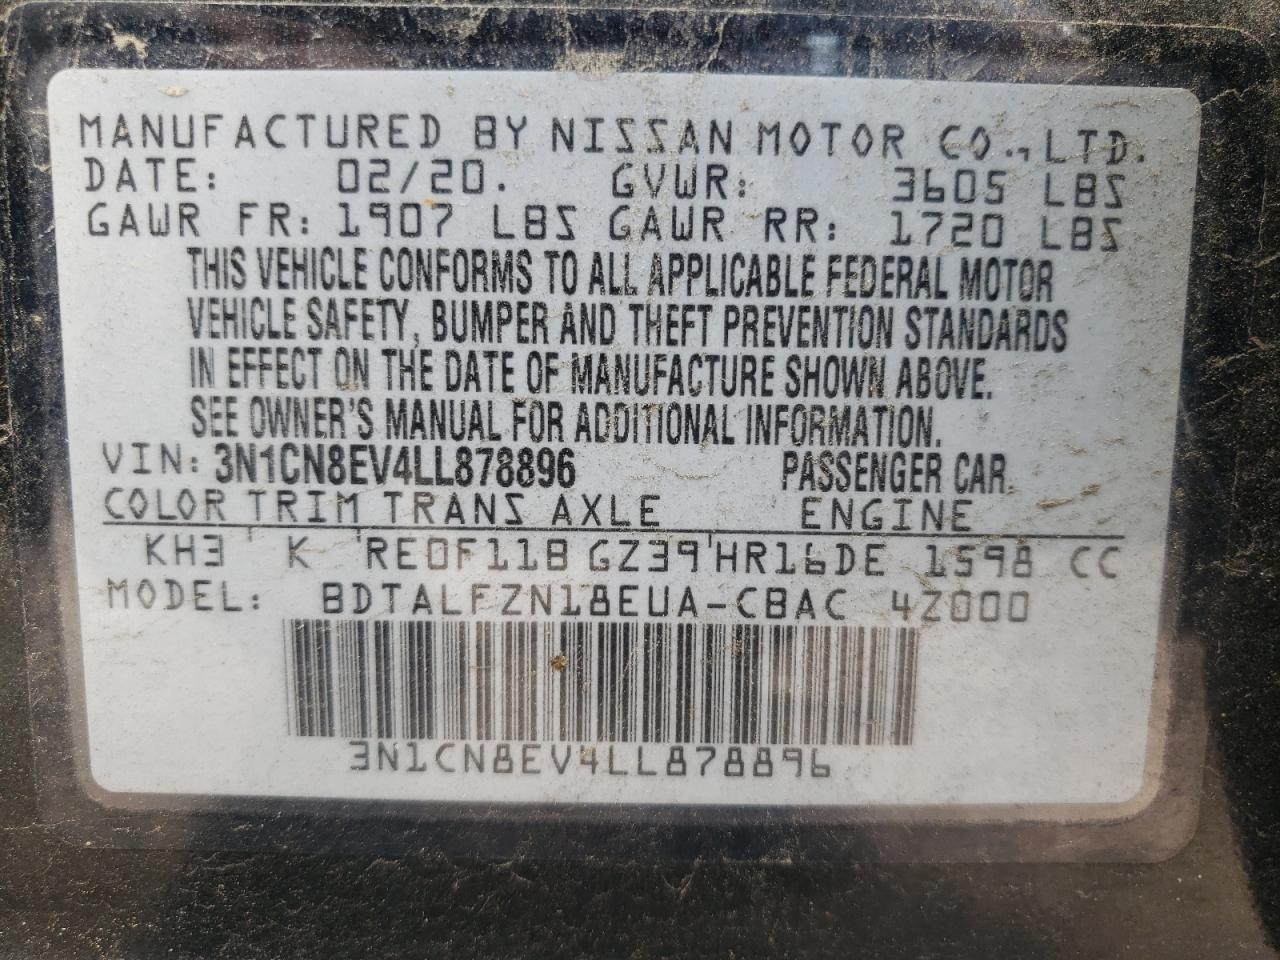 MANUFACTURED BY NISSAN MOTOR CO., LTD.
DATE: 02/20. GVWR: 3605 LBS
GAWR FR: 1907 LBS GAWR RR: 1720 LBS
THIS VEHICLE CONFORMS TO ALL APPLICABLE FEDERAL MOTOR
VEHICLE SAFETY, BUMPER AND THEFT PREVENTION STANDARDS
IN EFFECT ON THE DATE OF MANUFACTURE SHOWN ABOVE.
SEE OWNER'S MANUAL FOR ADDITIONAL INFORMATION.
VIN: 3N1CN8EV4LL878896 PASSENGER CAR.
COLOR TRIM TRANS AXLE ENGINE
KH3 ' K 'RE0F11B GZ39'HR16DE 1598 CC
MODEL: BDTALFZN18EUA-CBAC 4Z000
3N1CN8EV4LL878896